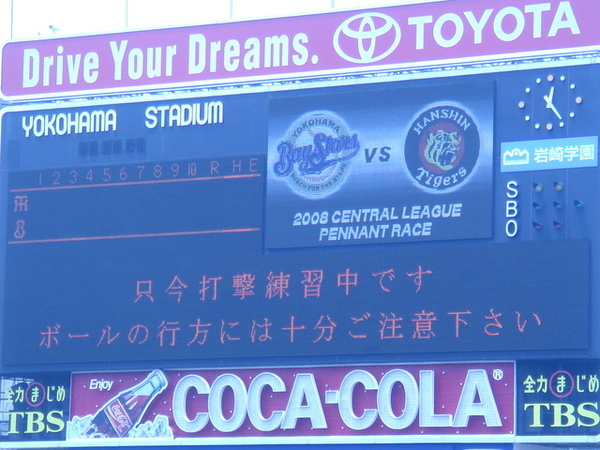 Drive Your Dreams. TOYOTA
YOKOHAMA STADIUM
1 2 3 4 5 6 7 8 9 10 R H E
YOKOHAMA
BayStars
VS
HANSHIN
Tigers
2008 CENTRAL LEAGUE
PENNANT RACE
岩崎学園
S
B
O
只今打撃練習中です
ボールの行方には十分ご注意下さい
全力まじめ
TBS
Enjoy
Coca-Cola
COCA-COLA®
全力まじめ
TBS